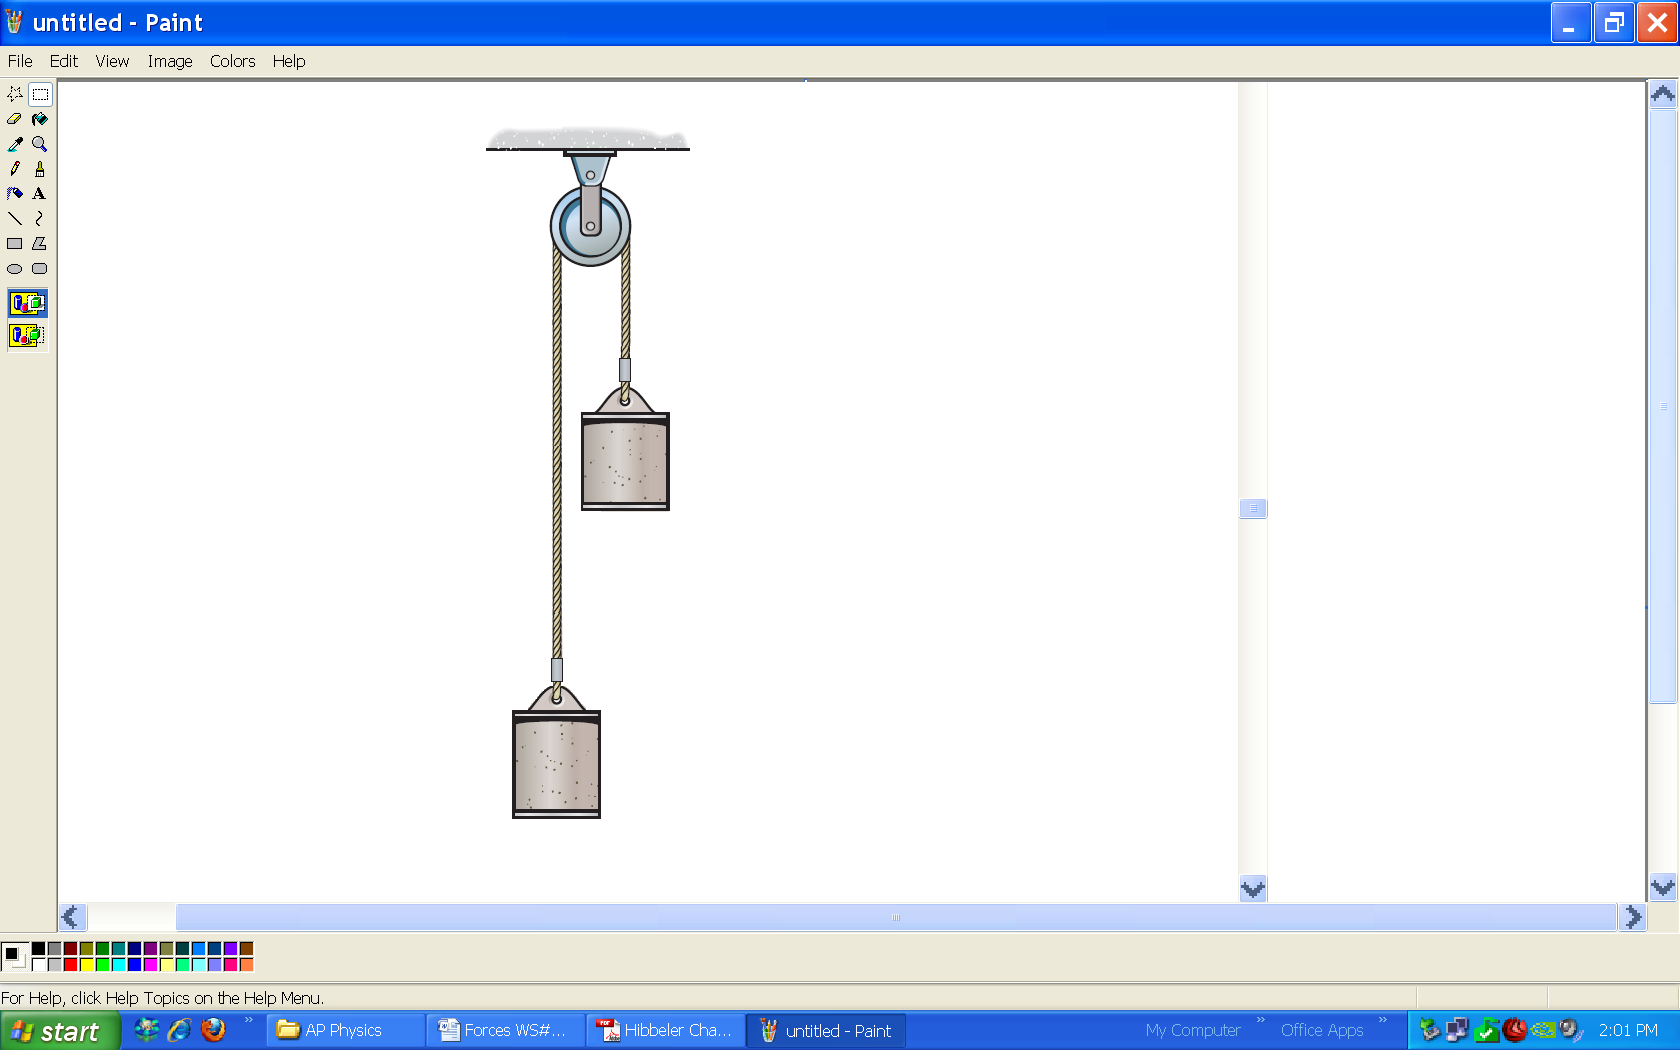 untitled - Paint
File Edit View Image Colors Help
A
For Help, click Help Topics on the Help Menu.
start » AP Physics Forces WS#... Hibbeler Cha... untitled - Paint My Computer » Office Apps » 2:01 PM